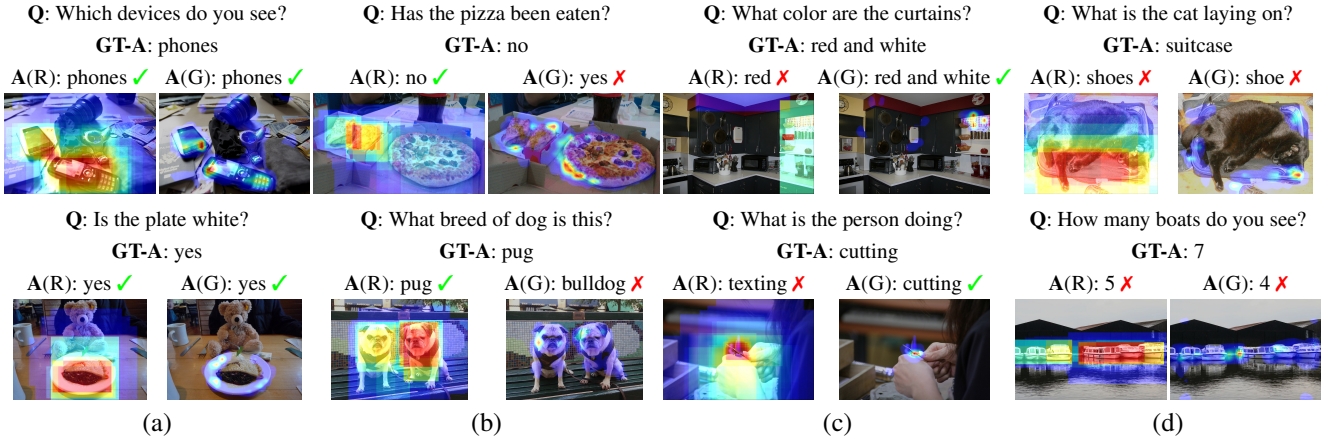 Q: Which devices do you see?
GT-A: phones
A(R): phones ✓ A(G): phones ✓
Q: Has the pizza been eaten?
GT-A: no
A(R): no ✓ A(G): yes ✗
Q: What color are the curtains?
GT-A: red and white
A(R): red ✗ A(G): red and white ✓
Q: What is the cat laying on?
GT-A: suitcase
A(R): shoes ✗ A(G): shoe ✗
Q: Is the plate white?
GT-A: yes
A(R): yes ✓ A(G): yes ✓
Q: What breed of dog is this?
GT-A: pug
A(R): pug ✓ A(G): bulldog ✗
Q: What is the person doing?
GT-A: cutting
A(R): texting ✗ A(G): cutting ✓
Q: How many boats do you see?
GT-A: 7
A(R): 5 ✗ A(G): 4 ✗
(a) (b) (c) (d)